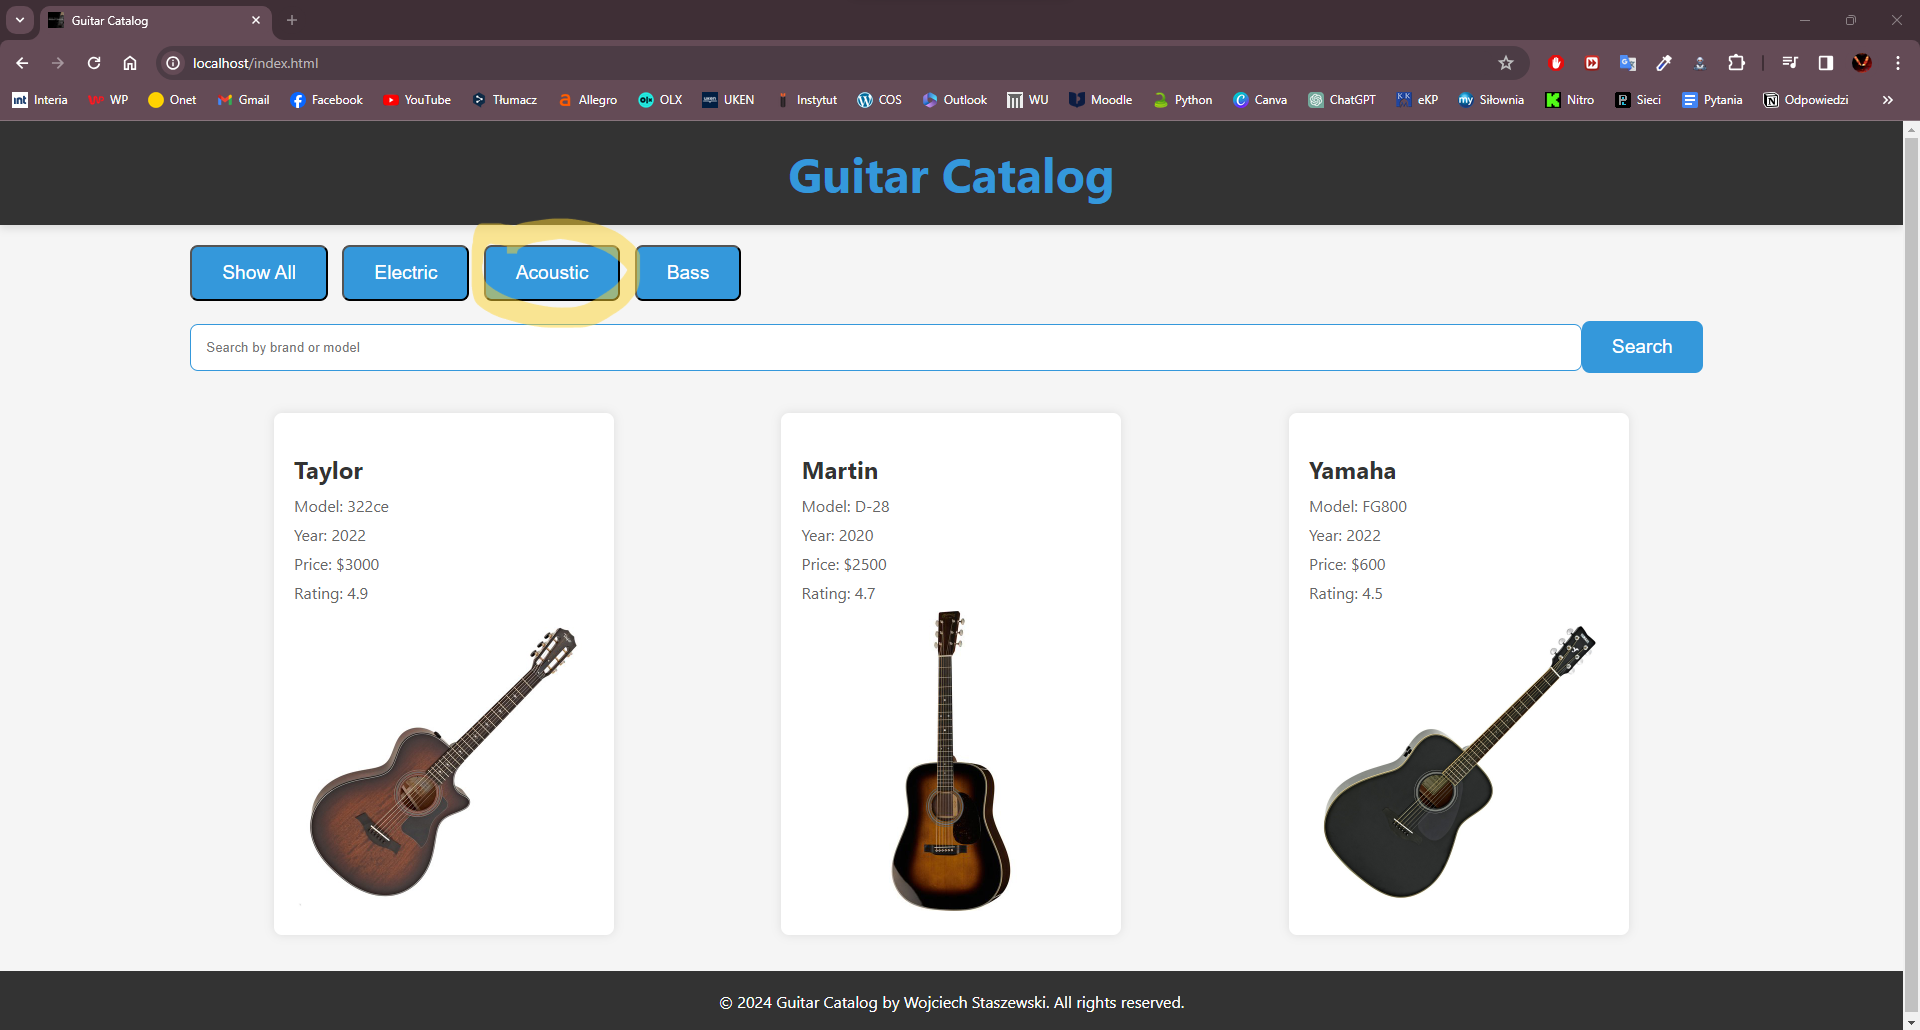 Guitar Catalog
localhost/index.html
Interia WP Onet Gmail Facebook YouTube Tłumacz Allegro OLX UKEN Instytut COS Outlook WU Moodle Python Canva ChatGPT eKP Siłownia Nitro Sieci Pytania Odpowiedzi
Guitar Catalog
Show All Electric Acoustic Bass
Search by brand or model Search
Taylor
Model: 322ce
Year: 2022
Price: $3000
Rating: 4.9
Martin
Model: D-28
Year: 2020
Price: $2500
Rating: 4.7
Yamaha
Model: FG800
Year: 2022
Price: $600
Rating: 4.5
© 2024 Guitar Catalog by Wojciech Staszewski. All rights reserved.